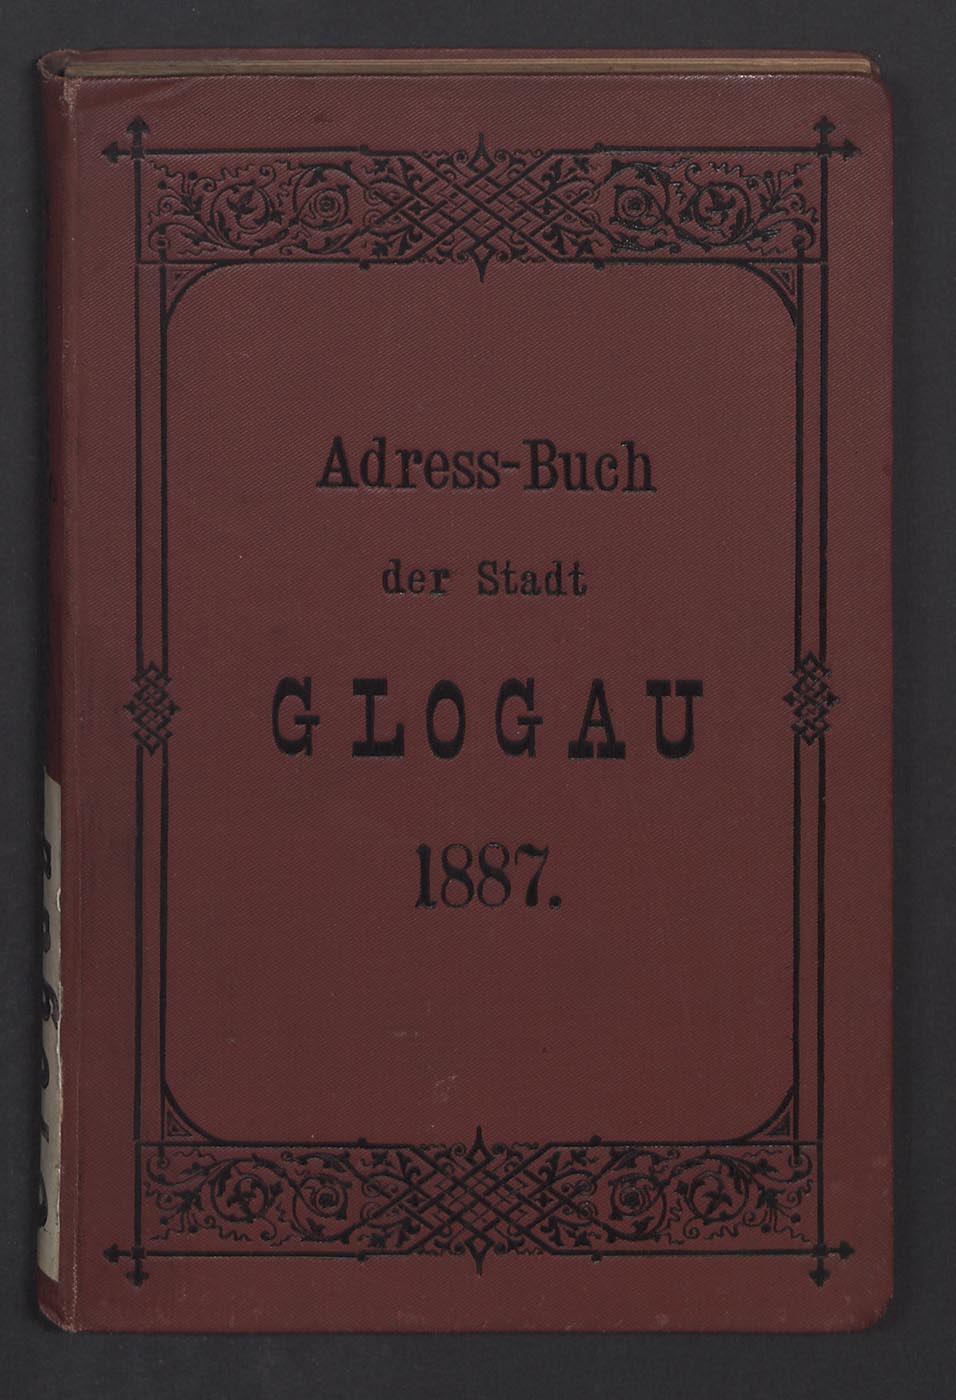 Adress-Buch
der Stadt
GLOGAU
1887.